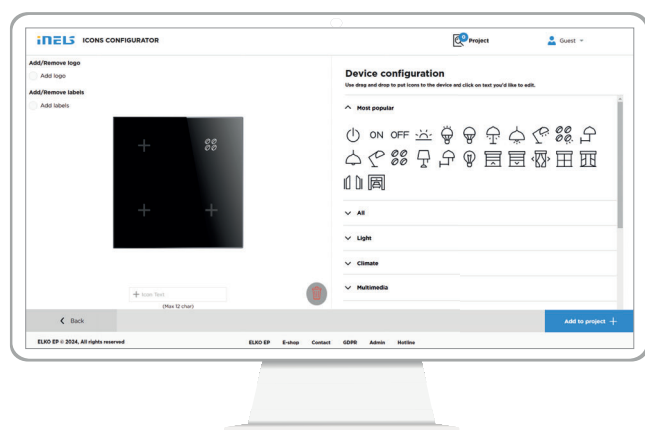 iNELS ICONS CONFIGURATOR
0 Project
Guest
Add/Remove logo
Add logo
Add/Remove labels
Add labels
Device configuration
Use drag and drop to put icons to the device and click on text you'd like to edit.
Most popular
ON OFF
All
Light
Climate
Multimedia
+ Icon Text
(Max 12 char)
Back
Add to project +
ELKO EP © 2024, All rights reserved
ELKO EP E-shop Contact GDPR Admin Hotline